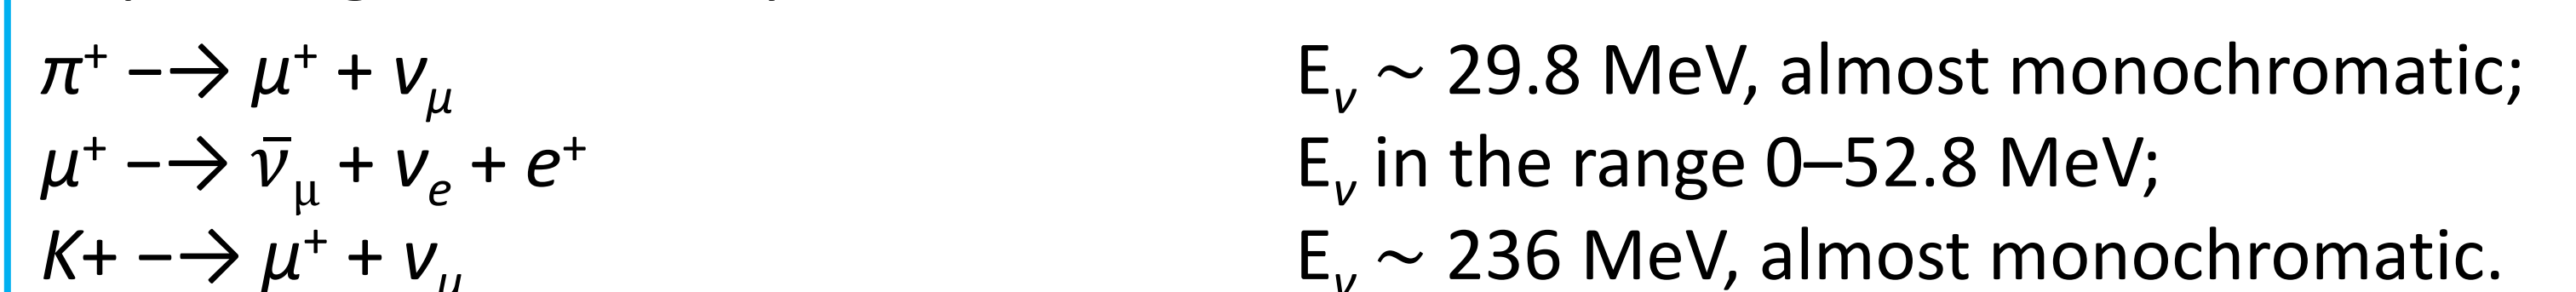 π⁺ –→ μ⁺ + ν_μ E_ν ~ 29.8 MeV, almost monochromatic;
μ⁺ –→ ν̄_μ + ν_e + e⁺ E_ν in the range 0–52.8 MeV;
K+ –→ μ⁺ + ν_μ E_ν ~ 236 MeV, almost monochromatic.